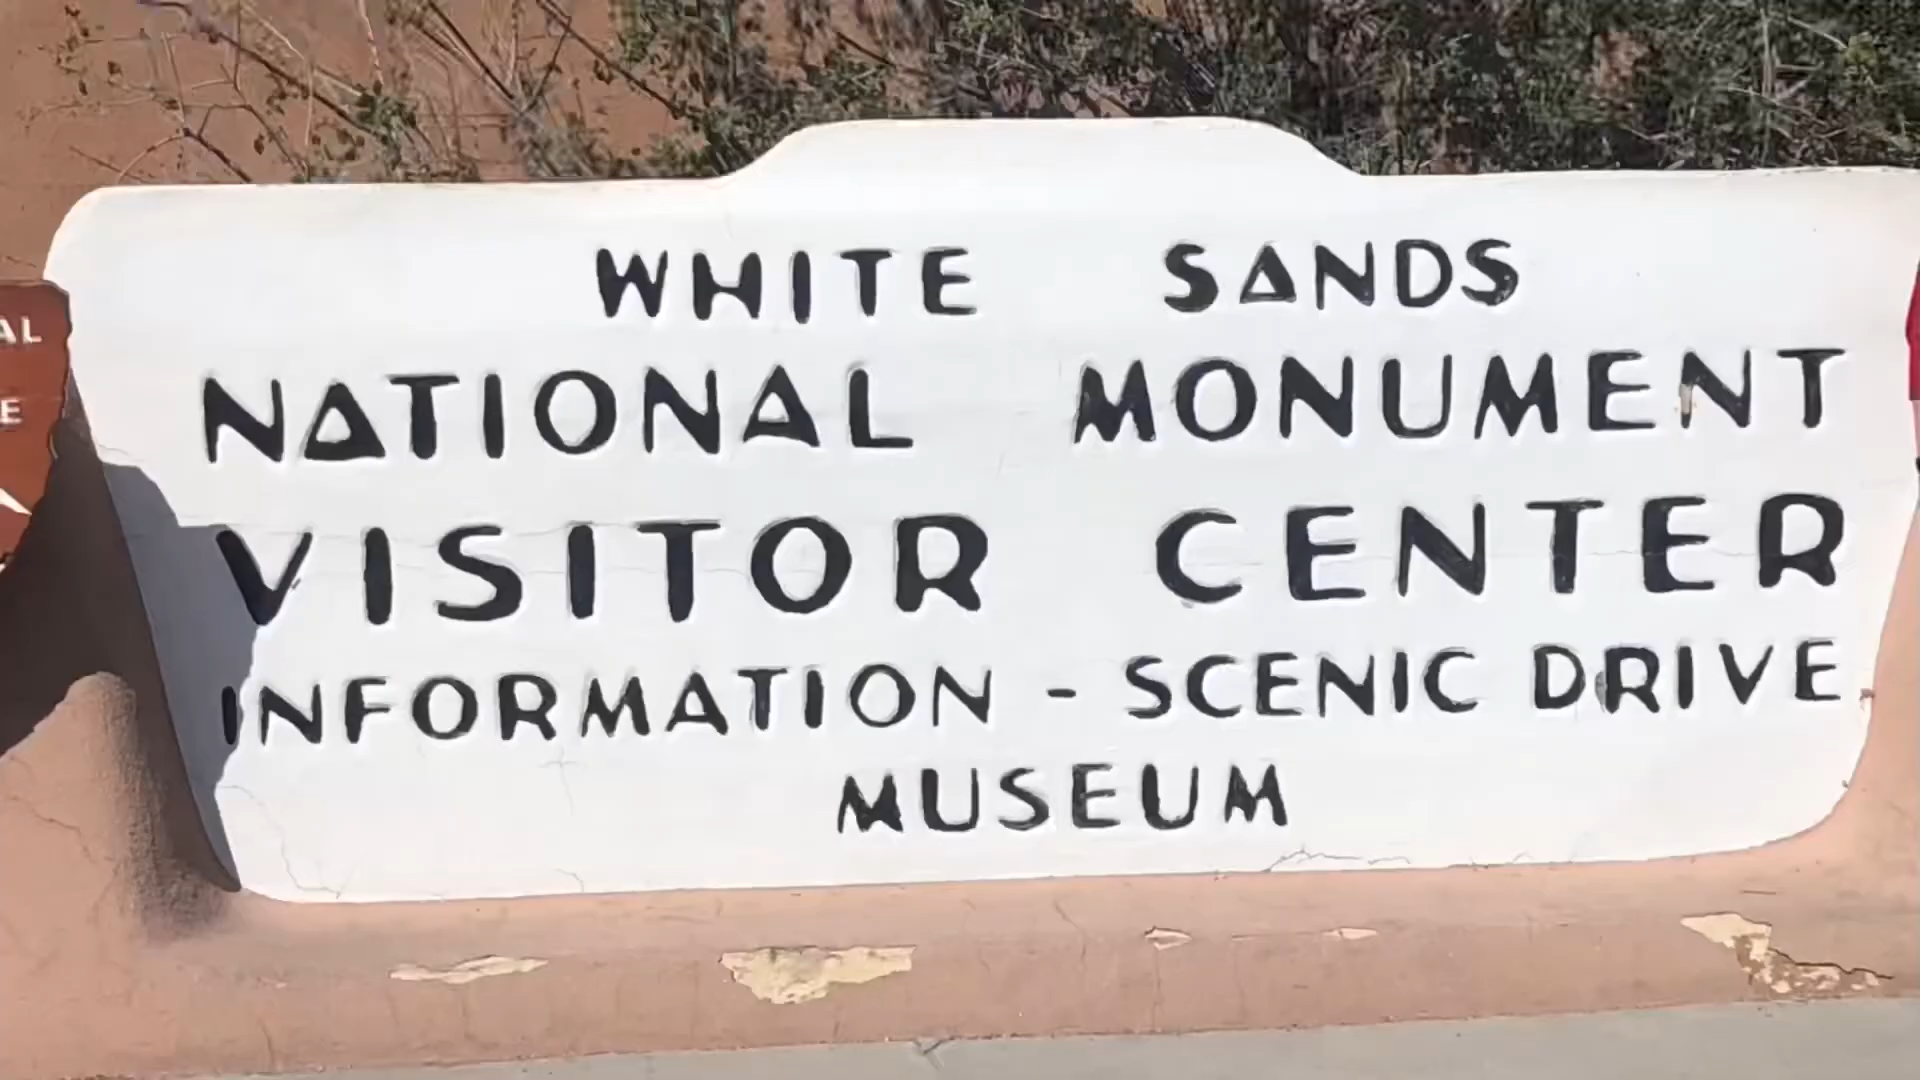 WHITE SANDS
NATIONAL MONUMENT
VISITOR CENTER
INFORMATION - SCENIC DRIVE
MUSEUM